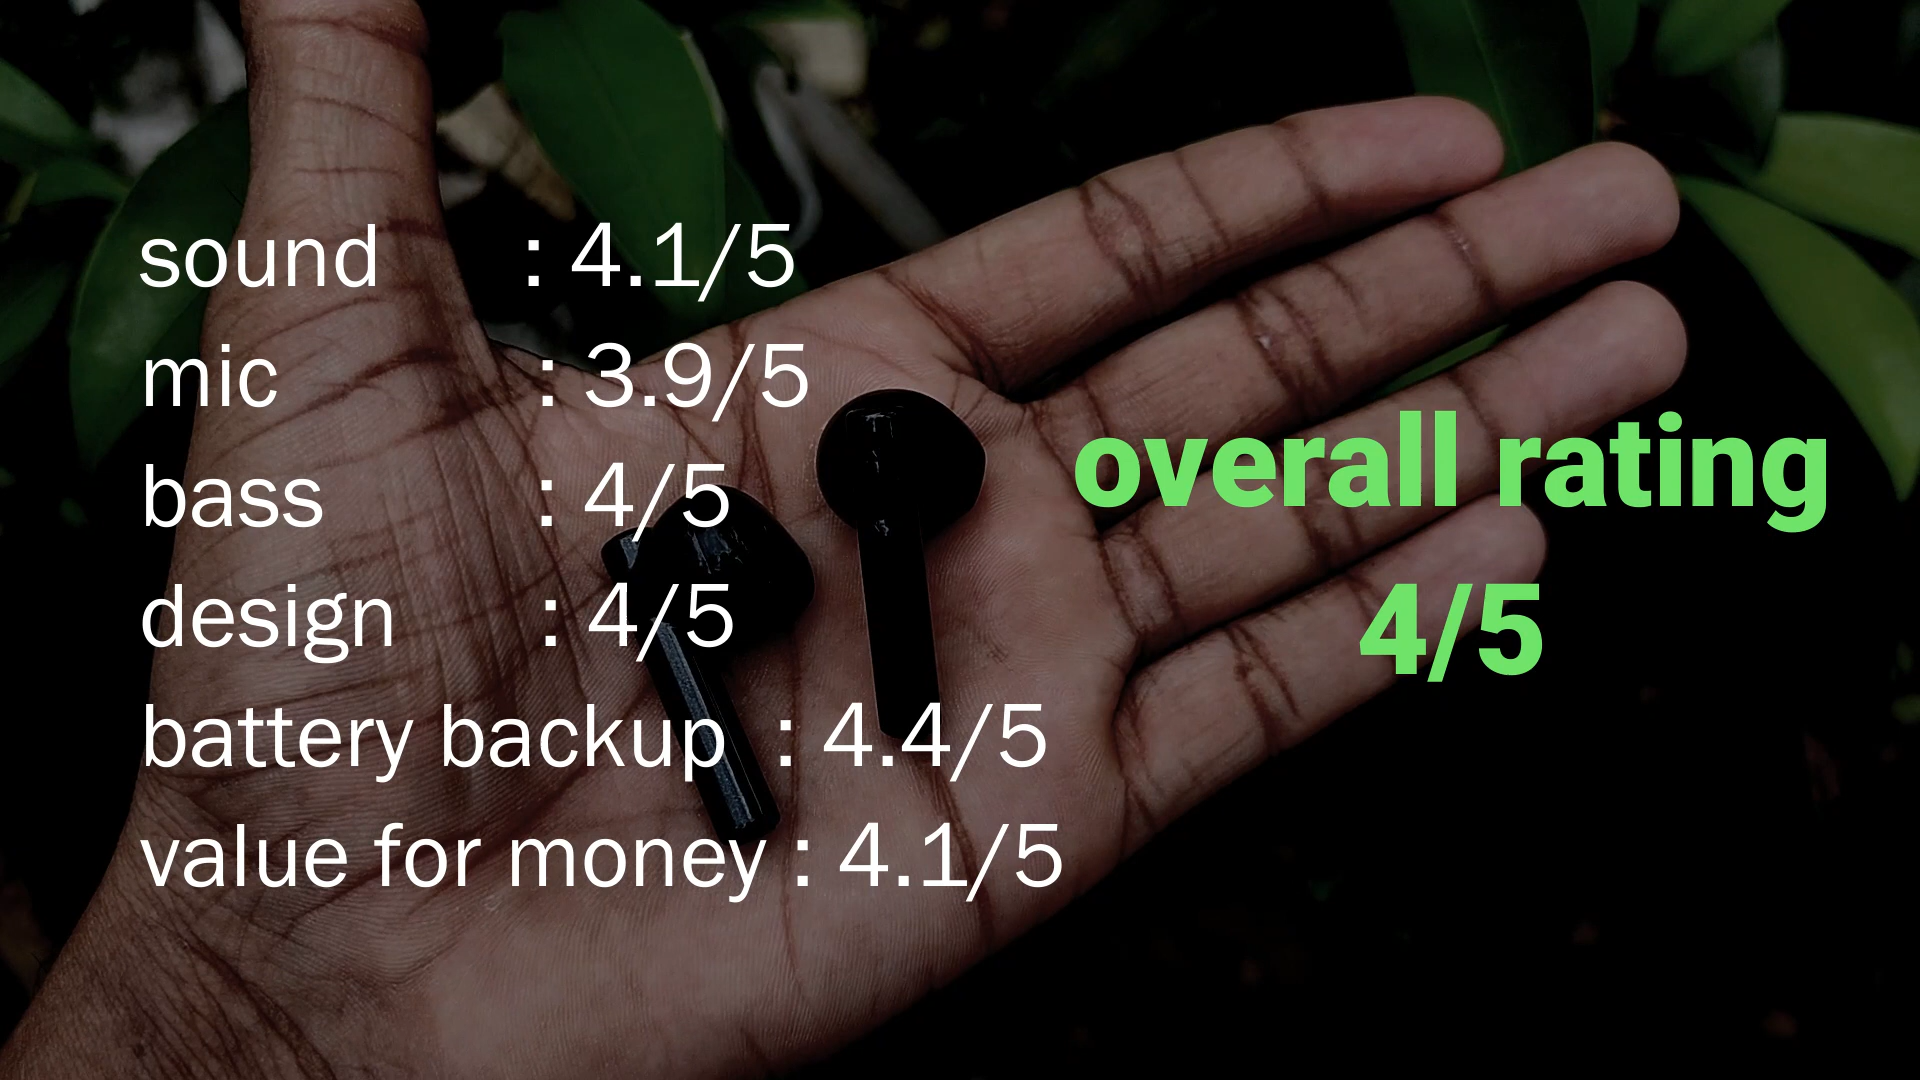 sound : 4.1/5
mic : 3.9/5
bass : 4/5
design : 4/5
battery backup : 4.4/5
value for money : 4.1/5
overall rating
4/5